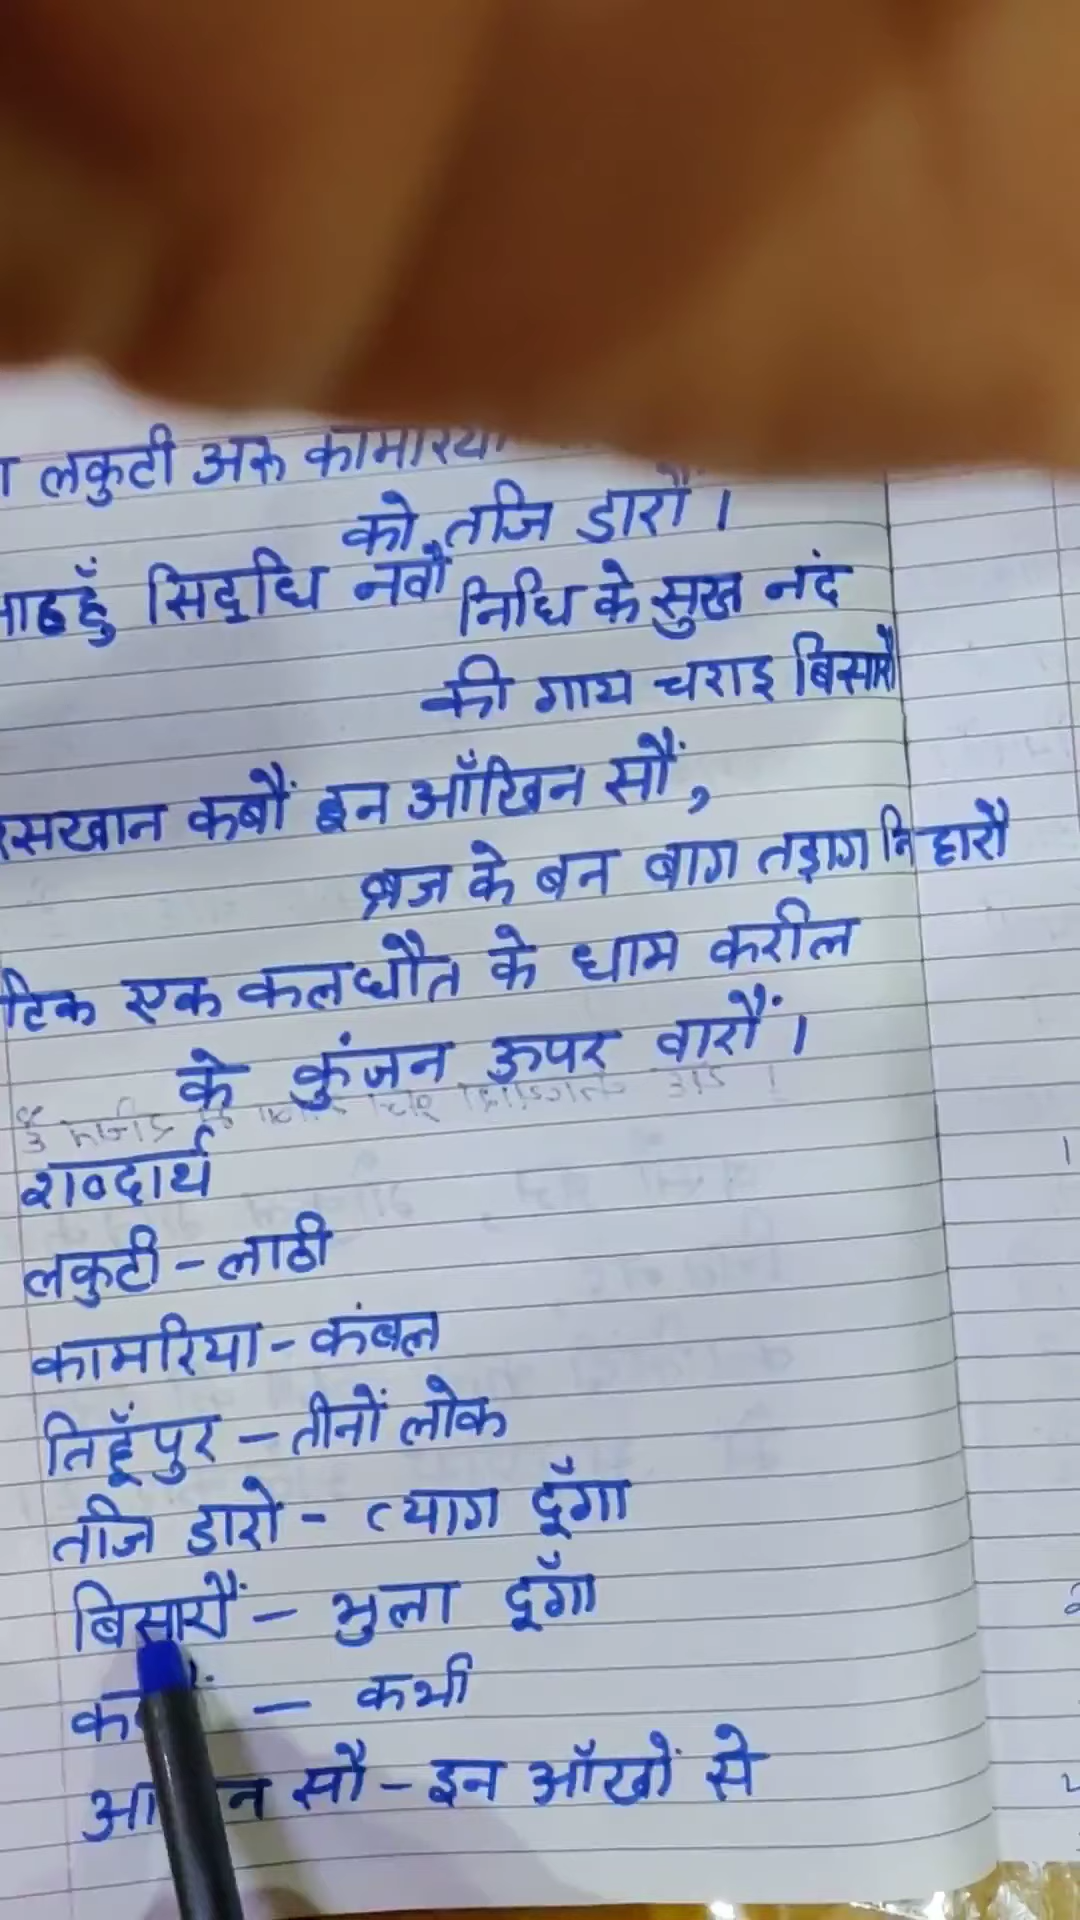 लकुटी अरु कामरिया
को तजि डारौं ।
सिद्धि नवौ निधि के सुख नंद
की गाय चराइ बिसारौं
रसखान कबौं इन आँखिन सौं,
ब्रज के बन बाग तड़ाग निहारौं
टिक एक कलधौत के धाम करील
के कुंजन ऊपर वारौं ।
शब्दार्थ
लकुटी - लाठी
कामरिया - कंबल
तिहूँपुर - तीनों लोक
तजि डारो - त्याग दूँगा
बिसारौं - भुला दूँगा
- कभी
सौ - इन आँखों से